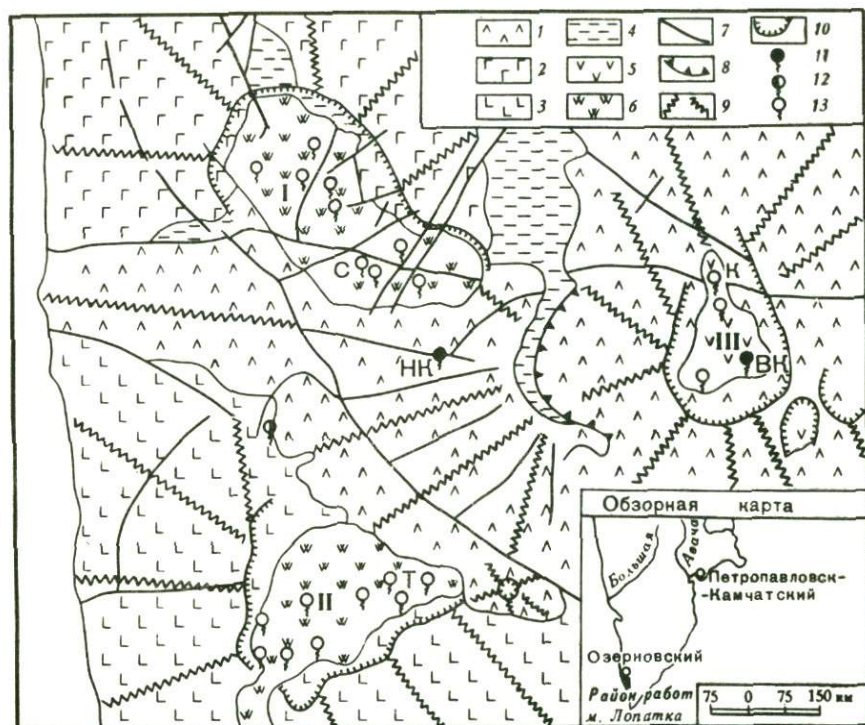 1 4 7 10
2 5 8 11
3 6 9 12
13
I
С
К
III
ВК
НК
Т
II
Обзорная карта
Большая
Авача
Петропавловск-
-Камчатский
Озерновский
Район работ
м. Лопатка
75 0 75 150 км